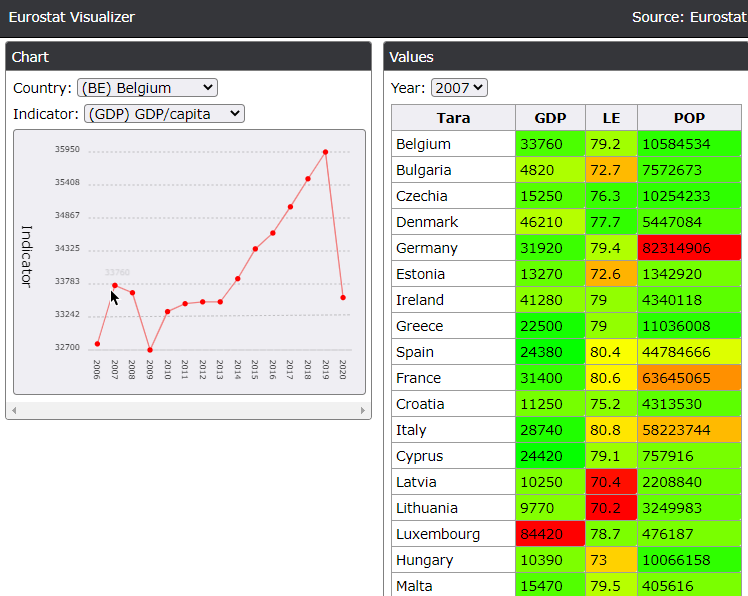 Eurostat Visualizer Source: Eurostat
Chart
Country: (BE) Belgium
Indicator: (GDP) GDP/capita
35950
35408
34867
34325
33783
33242
32700
Indicator
33760
2006 2007 2008 2009 2010 2011 2012 2013 2014 2015 2016 2017 2018 2019 2020
Values
Year: 2007
Tara GDP LE POP
Belgium 33760 79.2 10584534
Bulgaria 4820 72.7 7572673
Czechia 15250 76.3 10254233
Denmark 46210 77.7 5447084
Germany 31920 79.4 82314906
Estonia 13270 72.6 1342920
Ireland 41280 79 4340118
Greece 22500 79 11036008
Spain 24380 80.4 44784666
France 31400 80.6 63645065
Croatia 11250 75.2 4313530
Italy 28740 80.8 58223744
Cyprus 24420 79.1 757916
Latvia 10250 70.4 2208840
Lithuania 9770 70.2 3249983
Luxembourg 84420 78.7 476187
Hungary 10390 73 10066158
Malta 15470 79.5 405616